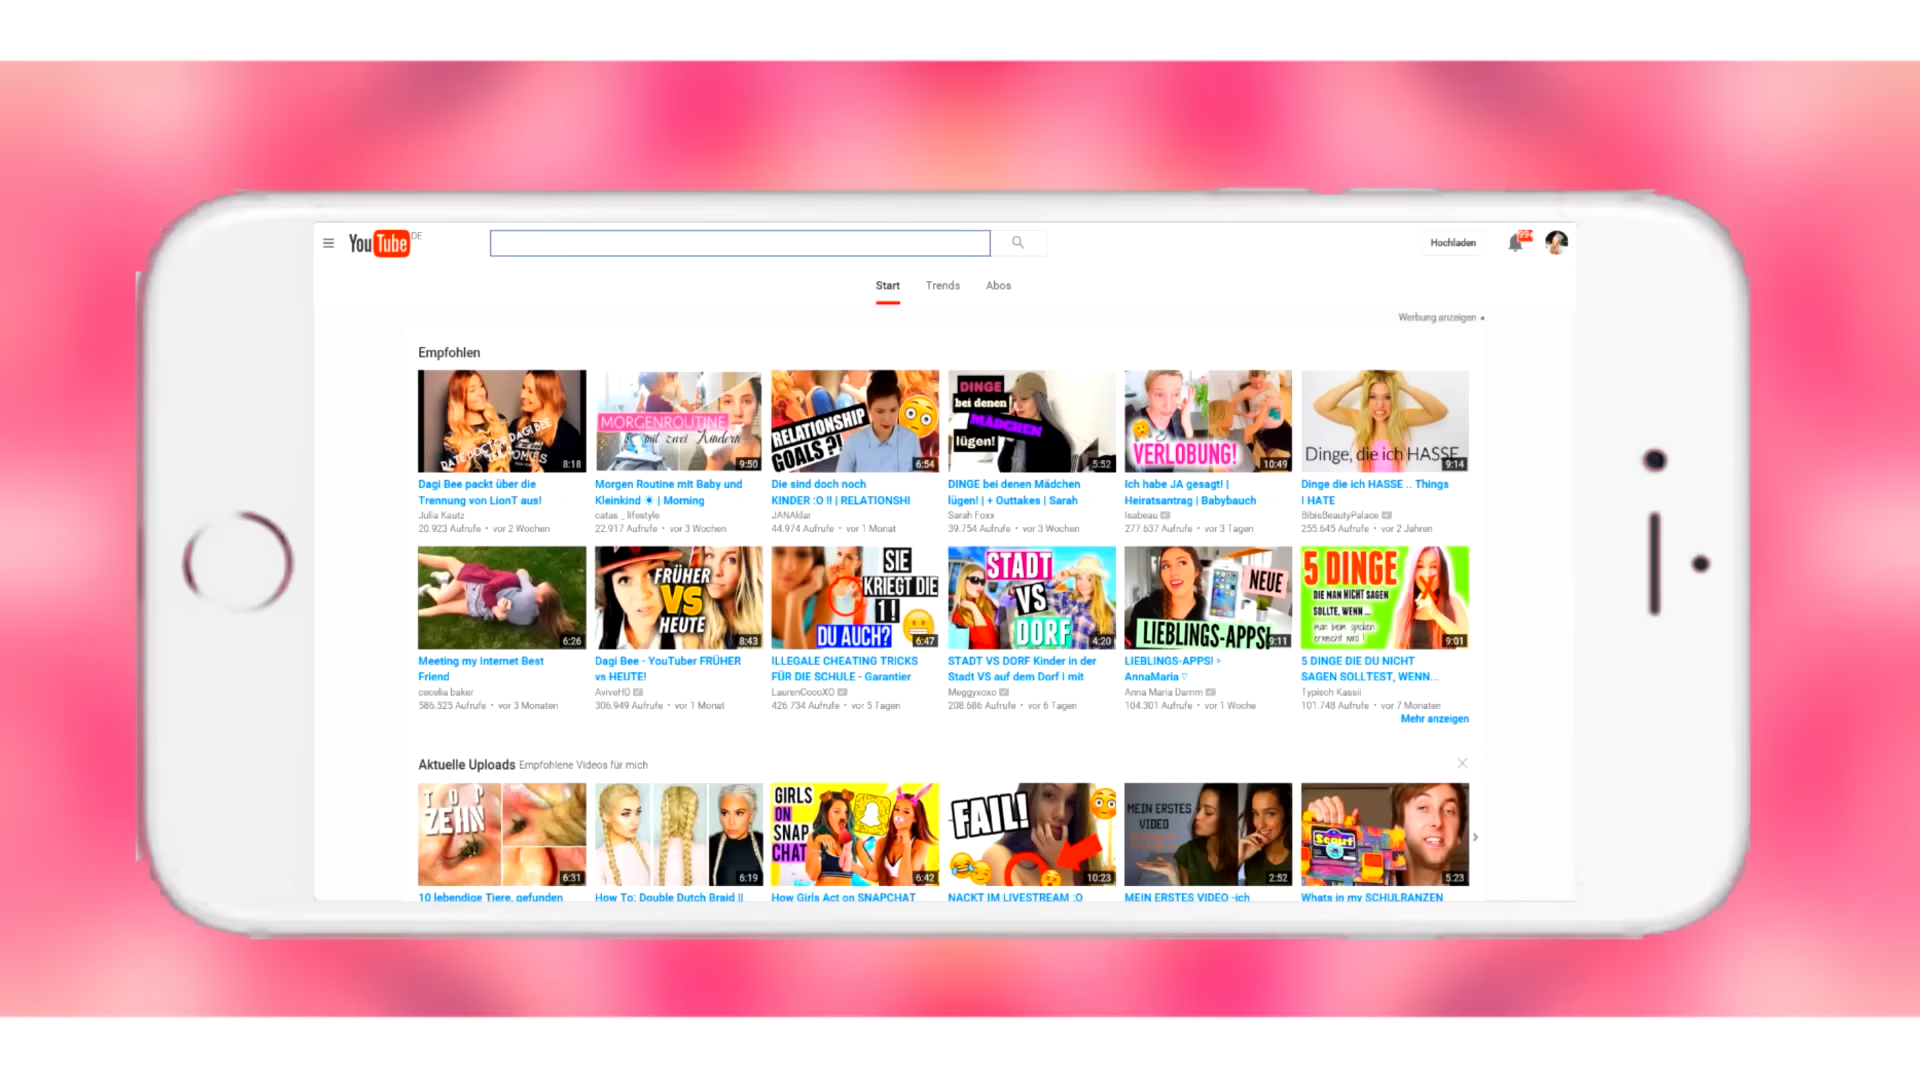 YouTube DE
Hochladen
99+
Start Trends Abos
Werbung anzeigen
Empfohlen
DATE DOC FOR DAGI BEE
8:18
MORGENROUTINE
mit zwei Kindern
9:50
RELATIONSHIP
GOALS ?!
6:54
DINGE
bei denen
MÄDCHEN
lügen!
5:52
VERLOBUNG!
10:49
Dinge, die ich HASSE
9:14
Dagi Bee packt über die
Trennung von LionT aus!
Julia Kautz
20.923 Aufrufe • vor 2 Wochen
Morgen Routine mit Baby und
Kleinkind ☀ | Morning
catas _ lifestyle
22.917 Aufrufe • vor 3 Wochen
Die sind doch noch
KINDER :O !! | RELATIONSHI
JANAklar
44.974 Aufrufe • vor 1 Monat
DINGE bei denen Mädchen
lügen! | + Outtakes | Sarah
Sarah Foxx
39.754 Aufrufe • vor 3 Wochen
Ich habe JA gesagt! |
Heiratsantrag | Babybauch
Isabeau
277.637 Aufrufe • vor 3 Tagen
Dinge die ich HASSE .. Things
I HATE
BibisBeautyPalace
255.645 Aufrufe • vor 2 Jahren
6:26
FRÜHER
VS
HEUTE
8:43
SIE
KRIEGT DIE
1!
DU AUCH?
6:47
STADT
VS
DORF
4:20
NEUE
LIEBLINGS-APPS!
9:11
5 DINGE
DIE MAN NICHT SAGEN
SOLLTE, WENN ...
man beim spicken
erwischt wird !
9:01
Meeting my Internet Best
Friend
cecelia baker
586.525 Aufrufe • vor 3 Monaten
Dagi Bee - YouTuber FRÜHER
vs HEUTE!
AviveHD
306.949 Aufrufe • vor 1 Monat
ILLEGALE CHEATING TRICKS
FÜR DIE SCHULE - Garantier
LaurenCocoXO
426.734 Aufrufe • vor 5 Tagen
STADT VS DORF Kinder in der
Stadt VS auf dem Dorf I mit
Meggyxoxo
208.686 Aufrufe • vor 6 Tagen
LIEBLINGS-APPS! >
AnnaMaria ♡
Anna Maria Damm
104.301 Aufrufe • vor 1 Woche
5 DINGE DIE DU NICHT
SAGEN SOLLTEST, WENN...
Typisch Kassii
101.748 Aufrufe • vor 7 Monaten
Mehr anzeigen
Aktuelle Uploads Empfohlene Videos für mich
TOP
ZEHN
6:31
6:19
GIRLS
ON
SNAP
CHAT
6:42
FAIL!
10:23
MEIN ERSTES
VIDEO
2:52
Scout
5:23
10 lebendige Tiere, gefunden
How To: Double Dutch Braid ||
How Girls Act on SNAPCHAT
NACKT IM LIVESTREAM :O
MEIN ERSTES VIDEO -ich
Whats in my SCHULRANZEN